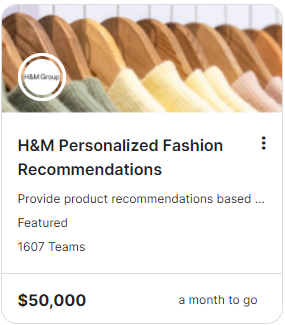 H&M Group
H&M Personalized Fashion
Recommendations
Provide product recommendations based ...
Featured
1607 Teams
$50,000
a month to go